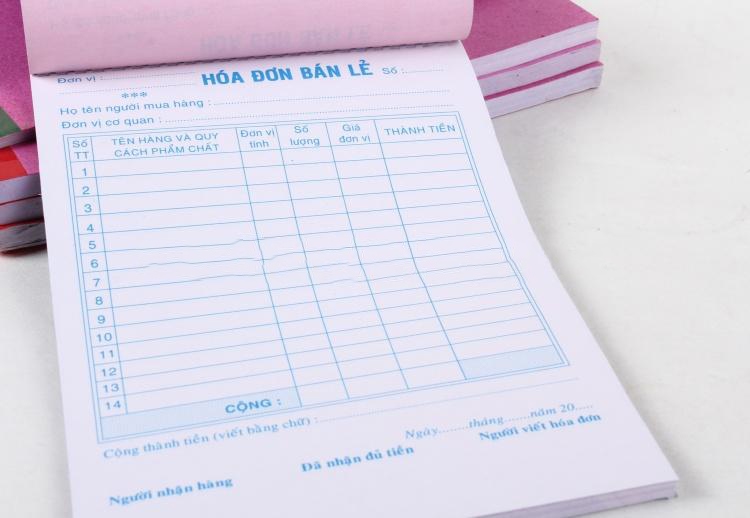 Đơn vị :
HÓA ĐƠN BÁN LẺ Số :
***
Họ tên người mua hàng :
Đơn vị cơ quan :
Số TT
TÊN HÀNG VÀ QUY CÁCH PHẨM CHẤT
Đơn vị tính
Số lượng
Giá đơn vị
THÀNH TIỀN
1
2
3
4
5
6
7
8
9
10
11
12
13
14
CỘNG :
Cộng thành tiền (viết bằng chữ) :
Ngày.......tháng.......năm 20.....
Người nhận hàng Đã nhận đủ tiền Người viết hóa đơn